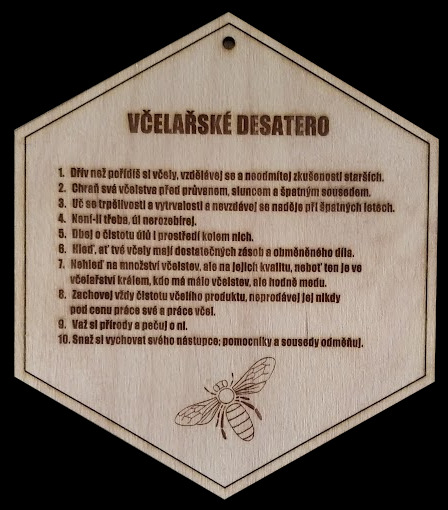 VČELAŘSKÉ DESATERO
1. Dřív než pořídíš si včely, vzdělávej se a neodmítej zkušenosti starších.
2. Chraň svá včelstva před průvanem, sluncem a špatným sousedem.
3. Uč se trpělivosti a vytrvalosti a nevzdávej se naděje při špatných letech.
4. Není-li třeba, úl nerozebírej.
5. Dbej o čistotu úlů i prostředí kolem nich.
6. Hleď, ať tvé včely mají dostatečných zásob a obměněného díla.
7. Nehleď na množství včelstev, ale na jejich kvalitu, neboť ten je ve
včelařství králem, kdo má málo včelstev, ale hodně medu.
8. Zachovej vždy čistotu včelího produktu, neprodávej jej nikdy
pod cenu práce své a práce včel.
9. Važ si přírody a pečuj o ni.
10. Snaž si vychovat svého nástupce; pomocníky a sousedy odměňuj.